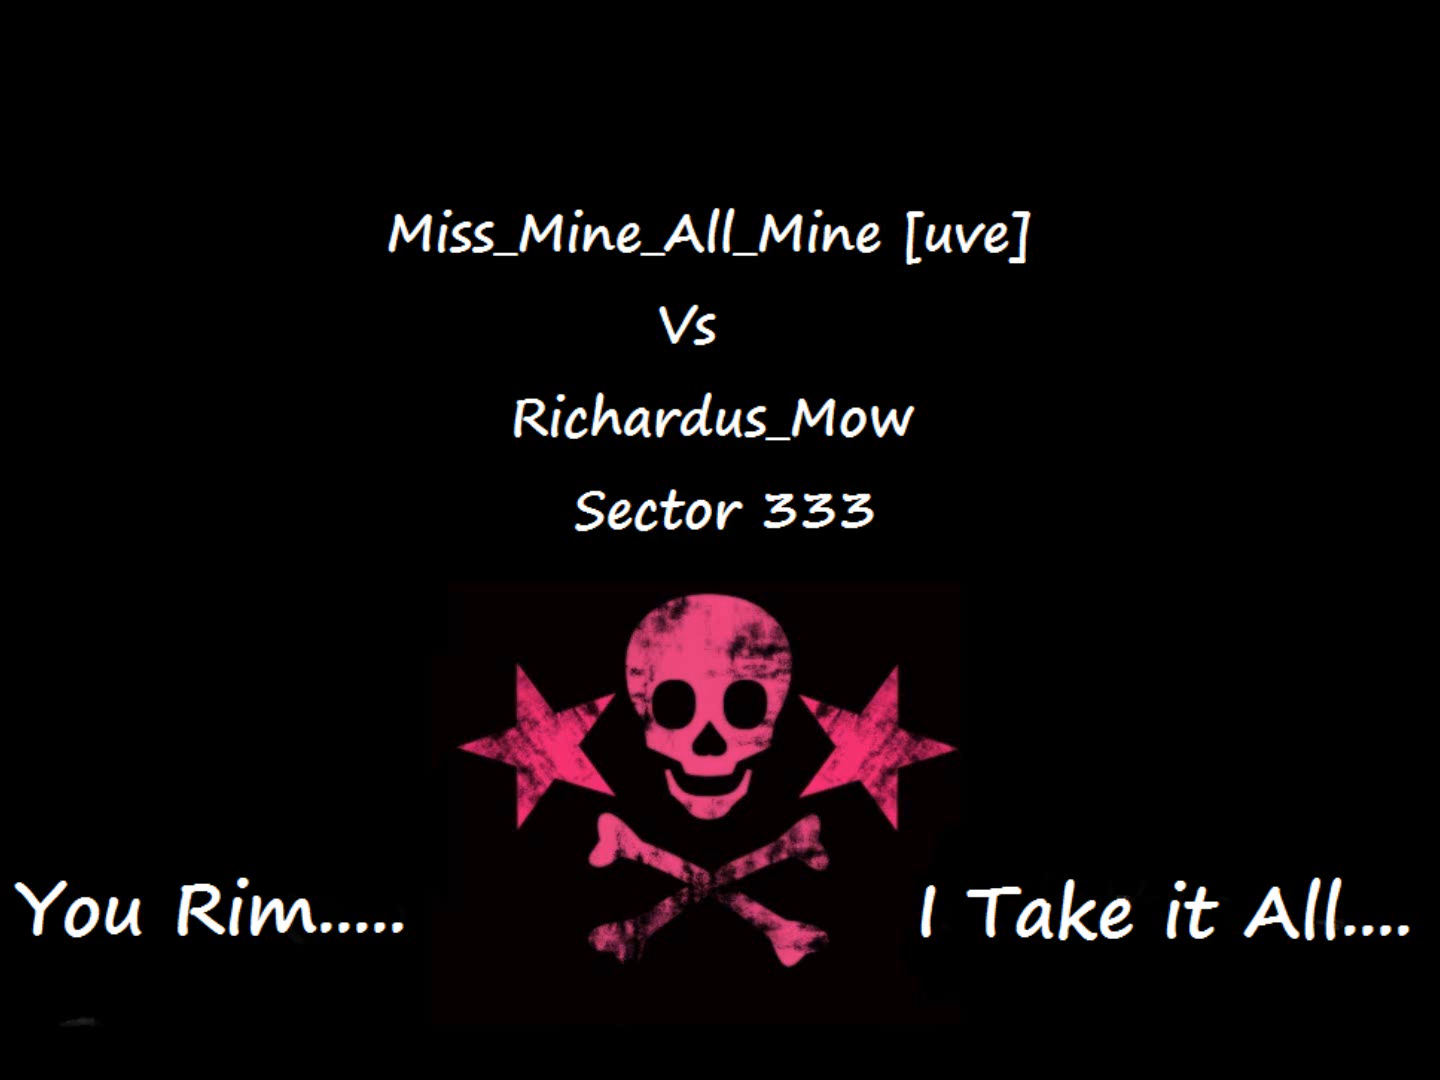 Miss_Mine_All_Mine [uve]
Vs
Richardus_Mow
Sector 333
You Rim..... I Take it All....